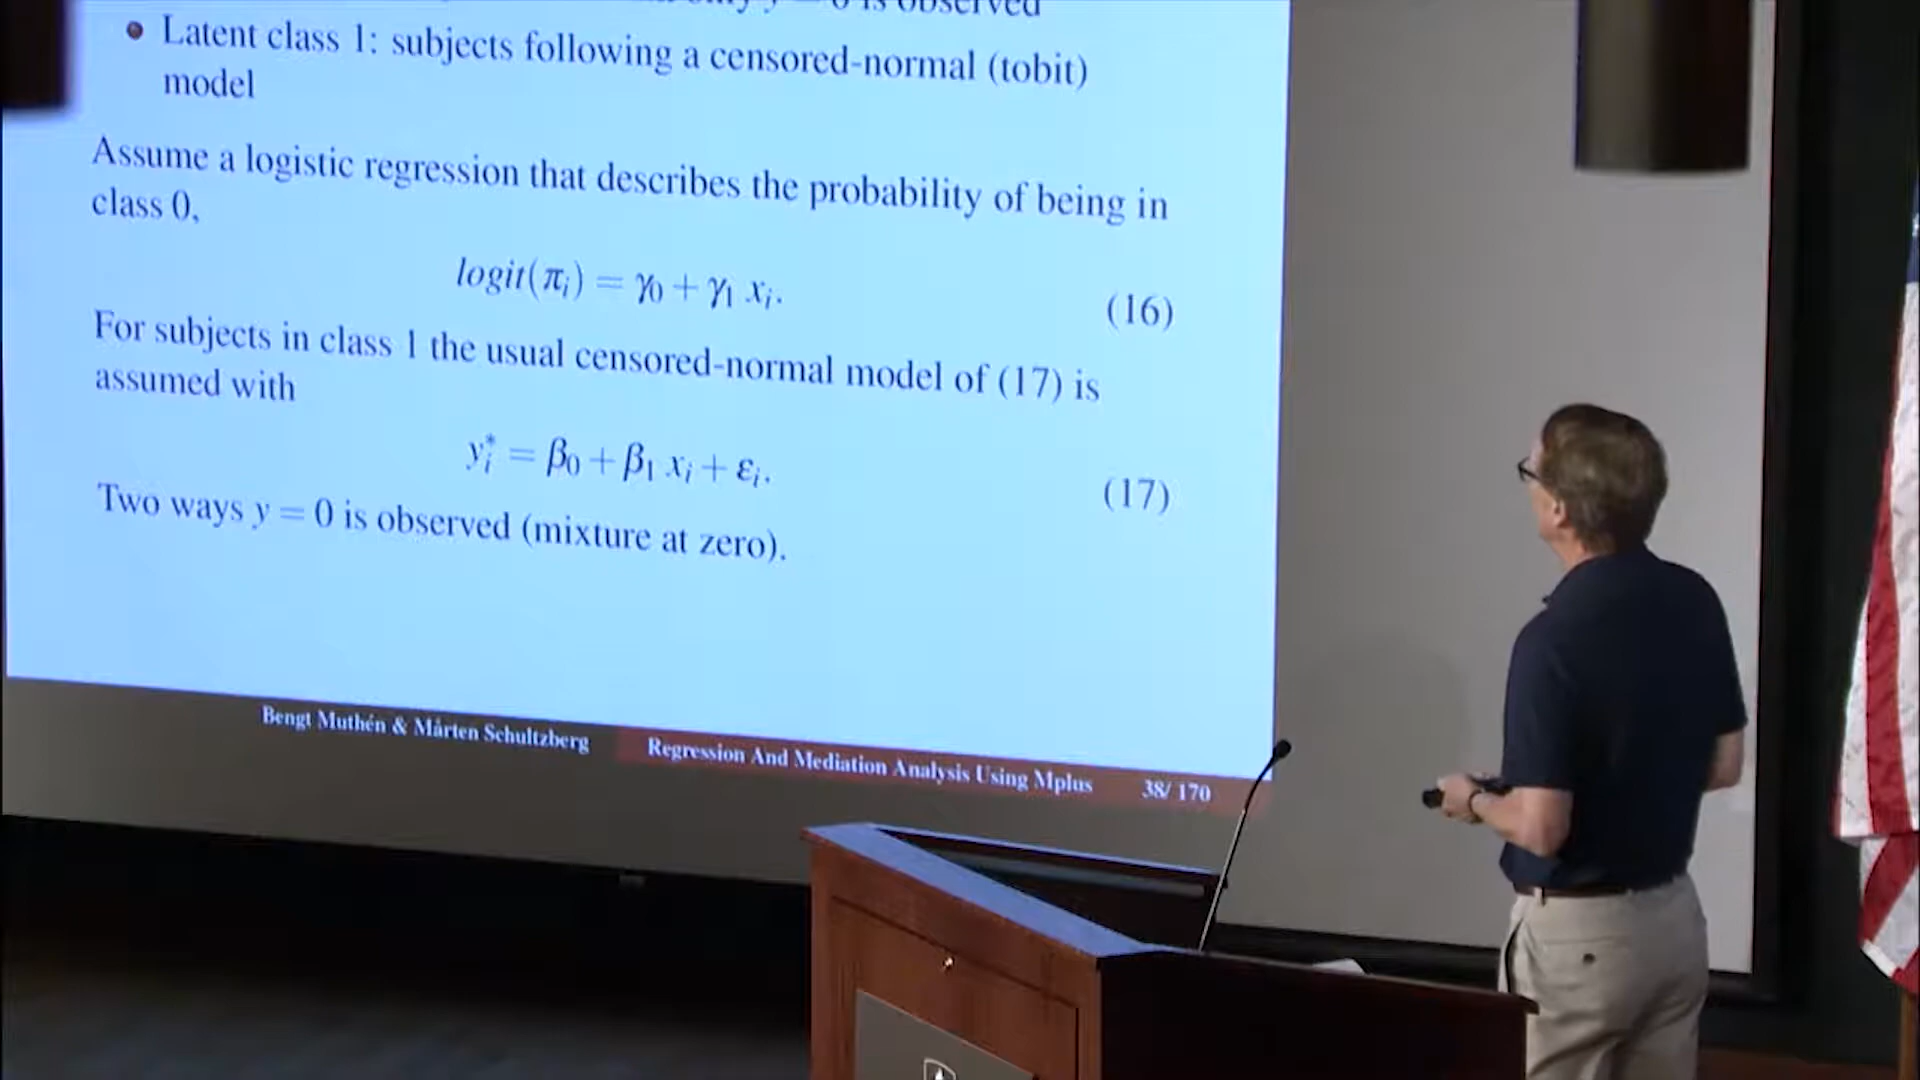 is observed
• Latent class 1: subjects following a censored-normal (tobit)
model
Assume a logistic regression that describes the probability of being in
class 0,
logit(πᵢ) = γ₀ + γ₁ xᵢ. (16)
For subjects in class 1 the usual censored-normal model of (17) is
assumed with
yᵢ* = β₀ + β₁ xᵢ + εᵢ. (17)
Two ways y = 0 is observed (mixture at zero).
Bengt Muthén & Mårten Schultzberg Regression And Mediation Analysis Using Mplus 38/ 170